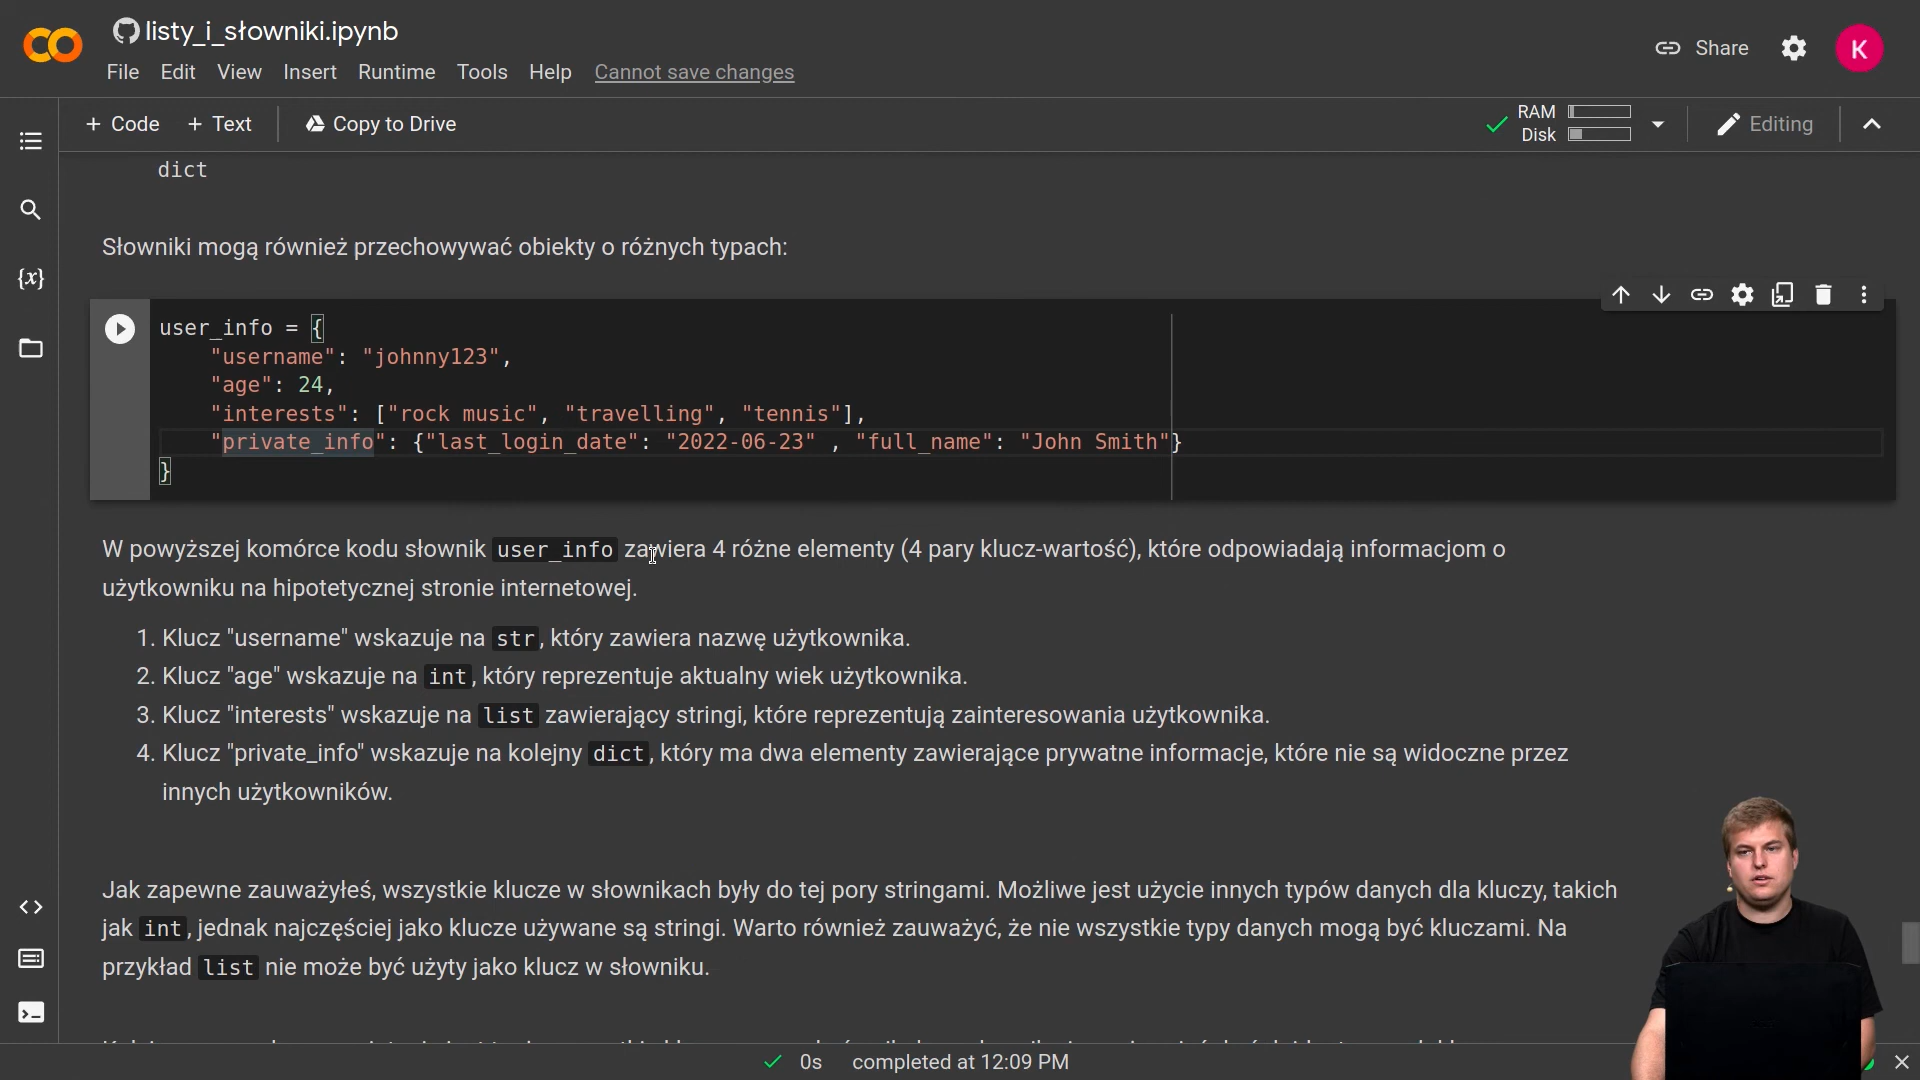 listy_i_słowniki.ipynb
File Edit View Insert Runtime Tools Help Cannot save changes
Share
K
+ Code + Text Copy to Drive
RAM
Disk
Editing
dict
Słowniki mogą również przechowywać obiekty o różnych typach:
{x}
user_info = {
"username": "johnny123",
"age": 24,
"interests": ["rock music", "travelling", "tennis"],
"private_info": {"last_login_date": "2022-06-23" , "full_name": "John Smith"}
}
W powyższej komórce kodu słownik user_info zawiera 4 różne elementy (4 pary klucz-wartość), które odpowiadają informacjom o
użytkowniku na hipotetycznej stronie internetowej.
1. Klucz "username" wskazuje na str, który zawiera nazwę użytkownika.
2. Klucz "age" wskazuje na int, który reprezentuje aktualny wiek użytkownika.
3. Klucz "interests" wskazuje na list zawierający stringi, które reprezentują zainteresowania użytkownika.
4. Klucz "private_info" wskazuje na kolejny dict, który ma dwa elementy zawierające prywatne informacje, które nie są widoczne przez
innych użytkowników.
Jak zapewne zauważyłeś, wszystkie klucze w słownikach były do tej pory stringami. Możliwe jest użycie innych typów danych dla kluczy, takich
jak int, jednak najczęściej jako klucze używane są stringi. Warto również zauważyć, że nie wszystkie typy danych mogą być kluczami. Na
przykład list nie może być użyty jako klucz w słowniku.
0s completed at 12:09 PM